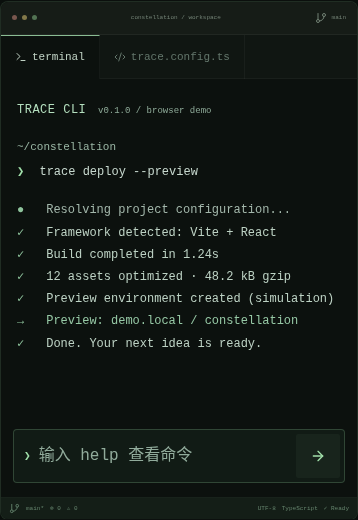 constellation / workspace
main
terminal
trace.config.ts
TRACE CLI v0.1.0 / browser demo
~/constellation
❯ trace deploy --preview
● Resolving project configuration...
✓ Framework detected: Vite + React
✓ Build completed in 1.24s
✓ 12 assets optimized · 48.2 kB gzip
✓ Preview environment created (simulation)
→ Preview: demo.local / constellation
✓ Done. Your next idea is ready.
❯ 输入 help 查看命令
main* ⊗ 0 ⚠ 0 UTF-8 TypeScript ✓ Ready